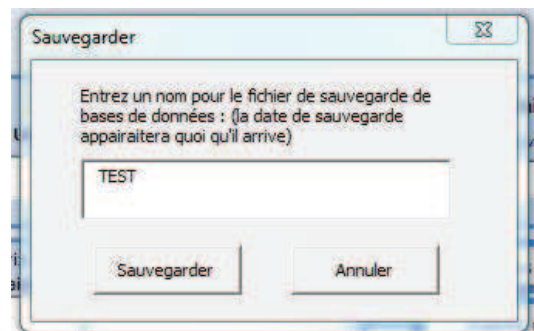 Sauvegarder
Entrez un nom pour le fichier de sauvegarde de
bases de données : (la date de sauvegarde
appairaitera quoi qu'il arrive)
TEST
Sauvegarder
Annuler